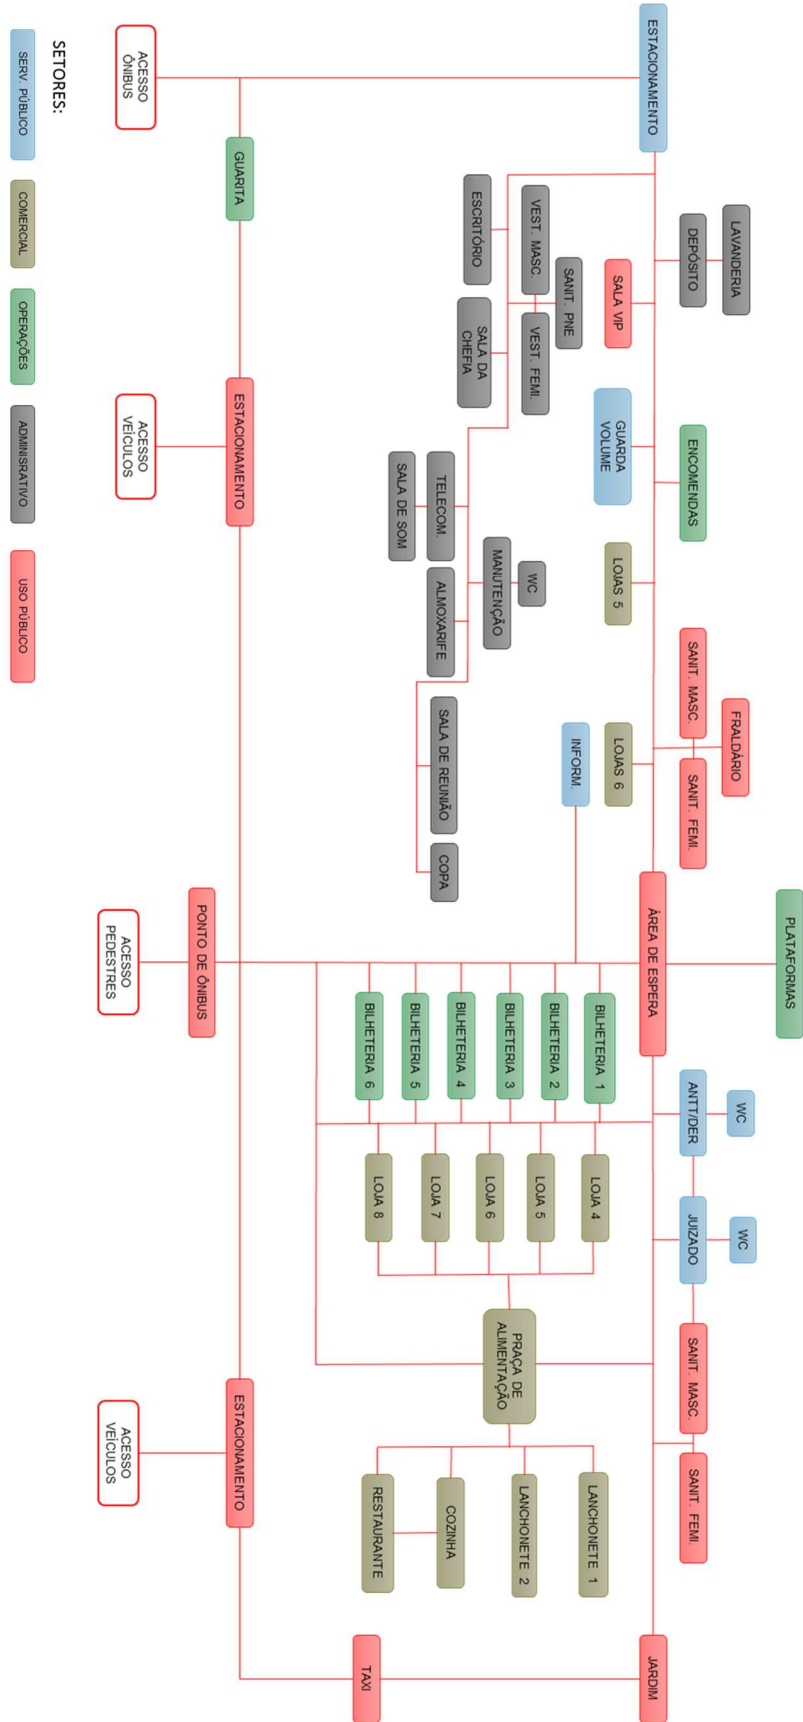 PLATAFORMAS
LAVANDERIA
FRALDÁRIO
WC
WC
DEPÓSITO
ENCOMENDAS
SANIT. MASC.
SANIT. FEMI.
ANTT/DER
JUIZADO
SANIT. MASC.
SANIT. FEMI.
ESTACIONAMENTO
ÁREA DE ESPERA
JARDIM
SALA VIP
GUARDA
VOLUME
LOJAS 5
LOJAS 6
INFORM.
SANIT. PNE
VEST. MASC.
VEST. FEMI.
ESCRITÓRIO
SALA DA
CHEFIA
WC
MANUTENÇÃO
TELECOM.
ALMOXARIFE
SALA DE SOM
SALA DE REUNIÃO
COPA
BILHETERIA 1
BILHETERIA 2
BILHETERIA 3
BILHETERIA 4
BILHETERIA 5
BILHETERIA 6
LOJA 4
LOJA 5
LOJA 6
LOJA 7
LOJA 8
PRAÇA DE
ALIMENTAÇÃO
LANCHONETE 1
LANCHONETE 2
COZINHA
RESTAURANTE
TAXI
GUARITA
ESTACIONAMENTO
PONTO DE ÔNIBUS
ESTACIONAMENTO
ACESSO
ÔNIBUS
ACESSO
VEÍCULOS
ACESSO
PEDESTRES
ACESSO
VEÍCULOS
SETORES:
SERV. PÚBLICO
COMERCIAL
OPERAÇÕES
ADMINISRATIVO
USO PÚBLICO